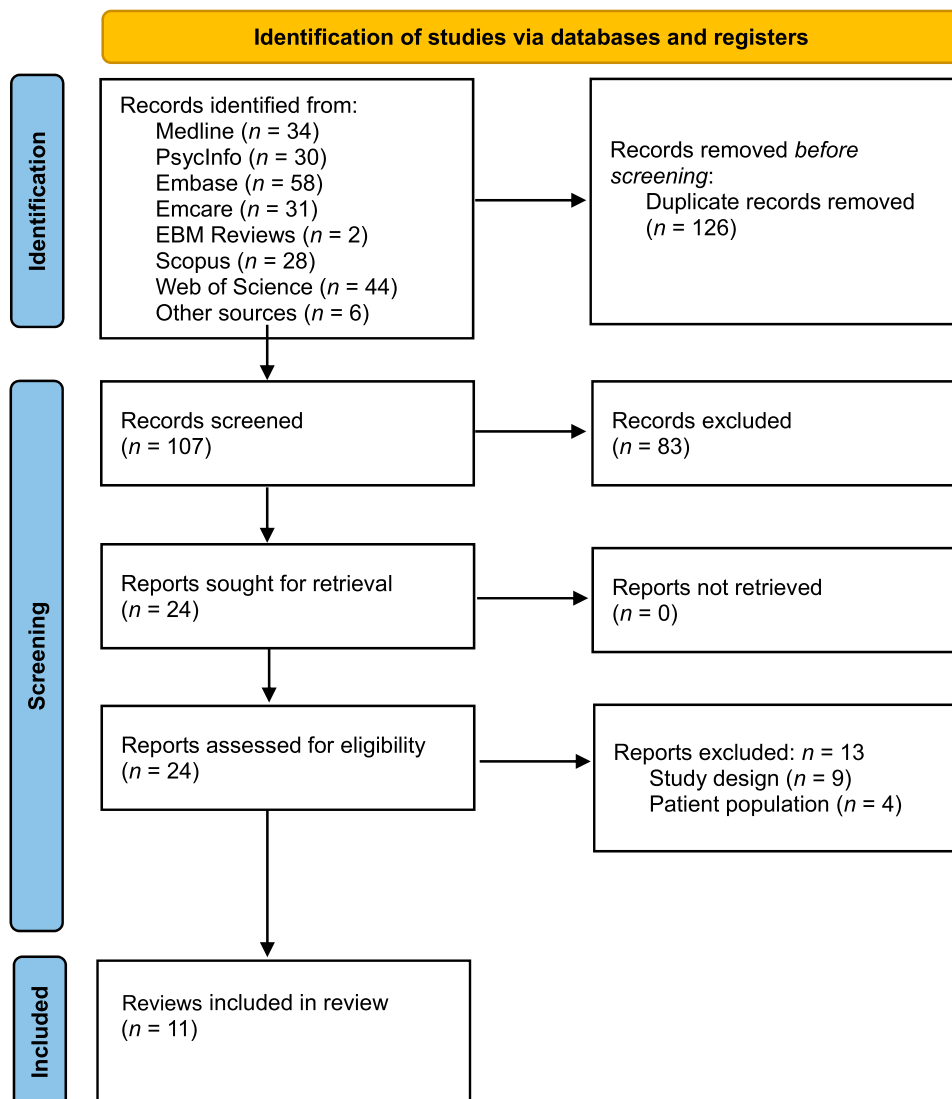 Identification of studies via databases and registers
Identification
Records identified from:
Medline (n = 34)
PsycInfo (n = 30)
Embase (n = 58)
Emcare (n = 31)
EBM Reviews (n = 2)
Scopus (n = 28)
Web of Science (n = 44)
Other sources (n = 6)
Records removed before
screening:
Duplicate records removed
(n = 126)
Screening
Records screened
(n = 107)
Records excluded
(n = 83)
Reports sought for retrieval
(n = 24)
Reports not retrieved
(n = 0)
Reports assessed for eligibility
(n = 24)
Reports excluded: n = 13
Study design (n = 9)
Patient population (n = 4)
Included
Reviews included in review
(n = 11)